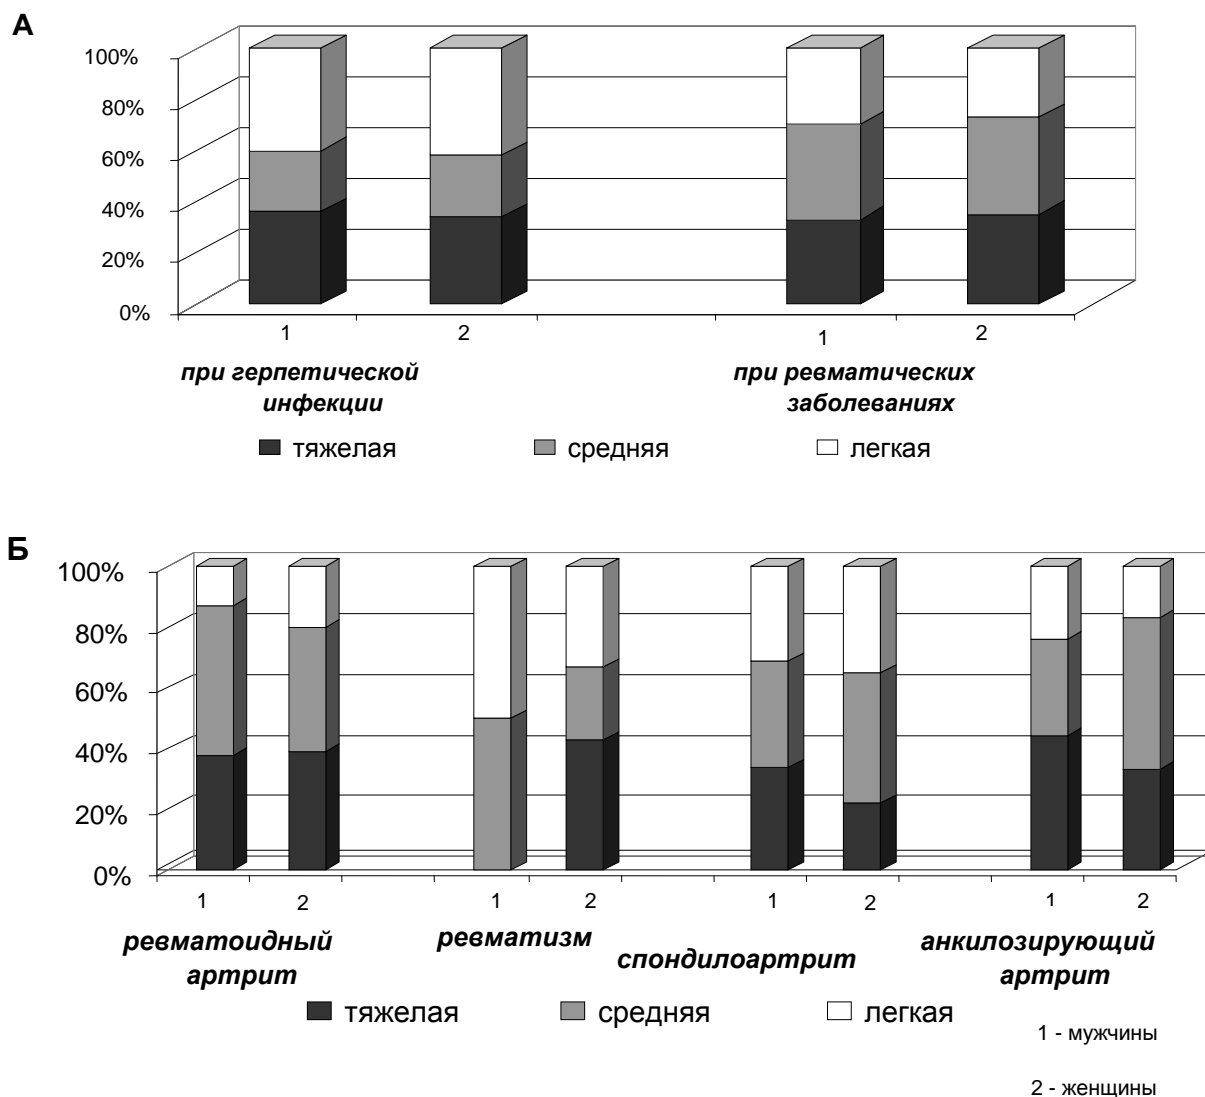 А
100%
80%
60%
40%
20%
0%
1 2 1 2
при герпетической
инфекции
при ревматических
заболеваниях
тяжелая средняя легкая
Б
100%
80%
60%
40%
20%
0%
1 2 1 2 1 2 1 2
ревматоидный
артрит
ревматизм
спондилоартрит
анкилозирующий
артрит
тяжелая средняя легкая
1 - мужчины
2 - женщины